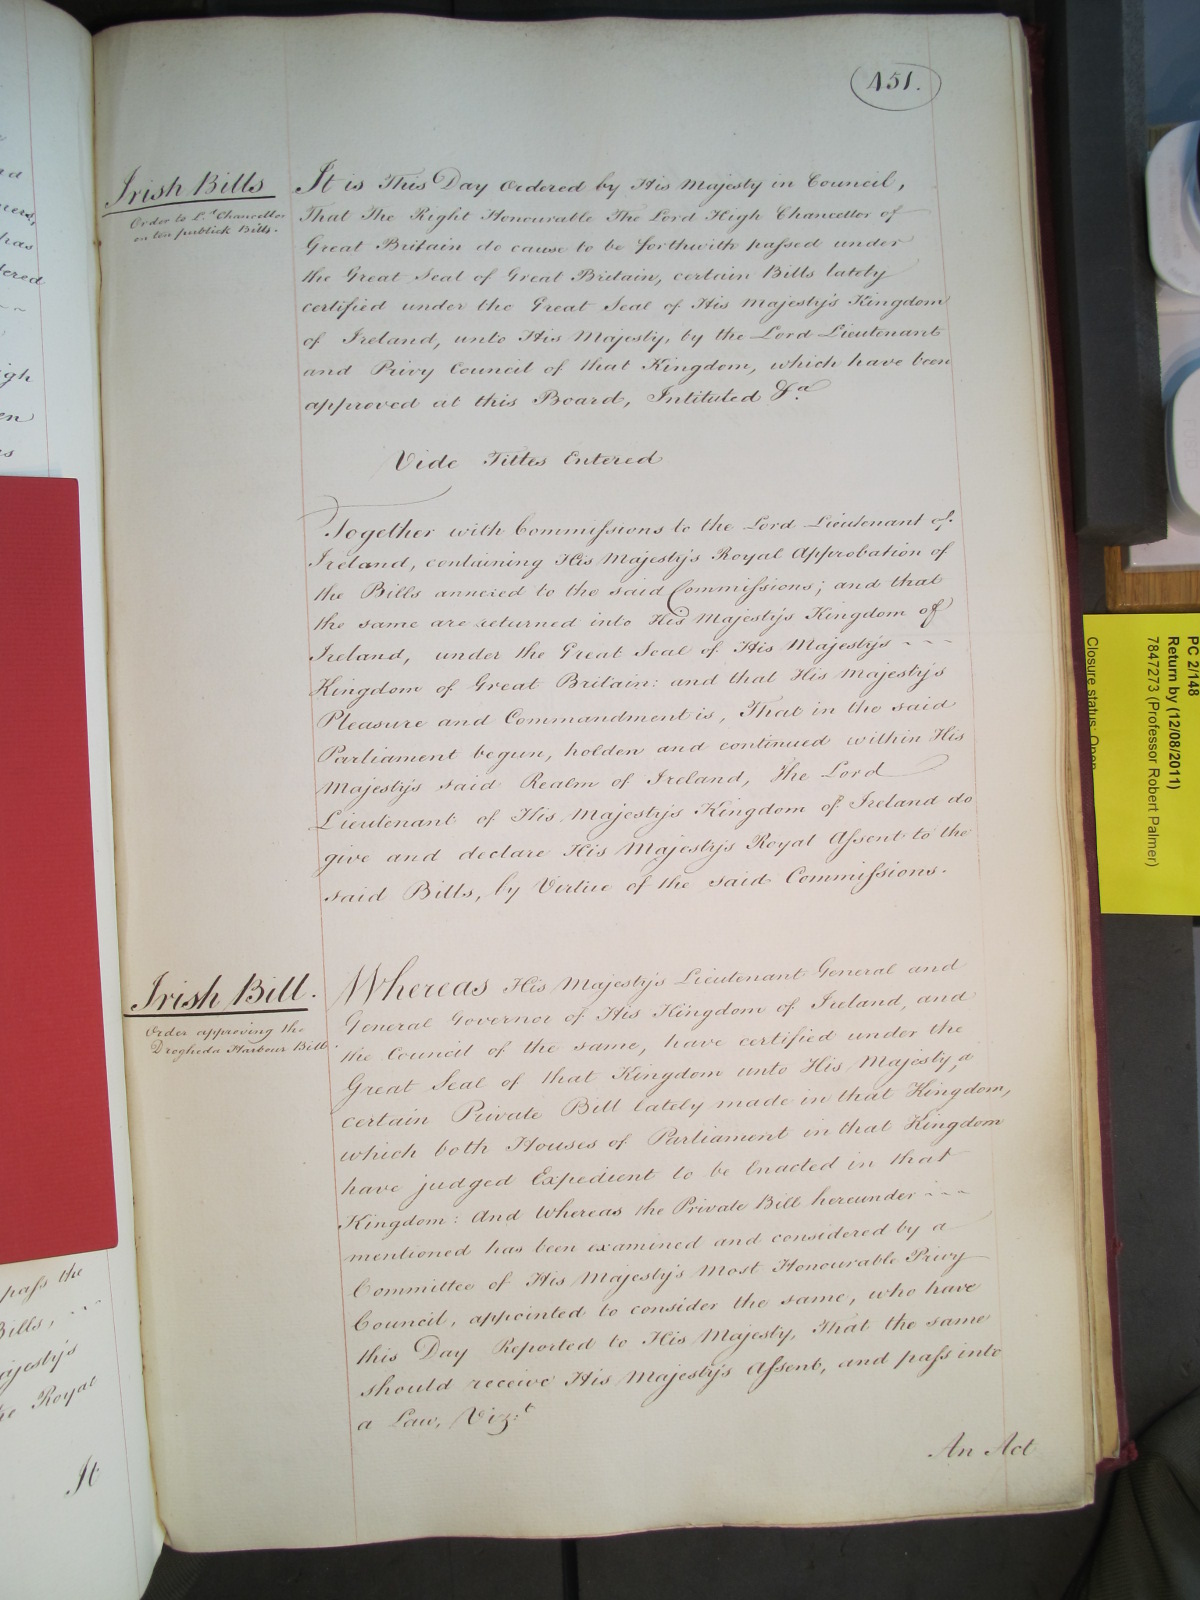 451.
Irish Bills
Order to L.d Chancellor
on ten publick Bills.
It is This Day Ordered by His Majesty in Council,
That The Right Honourable The Lord High Chancellor of
Great Britain do cause to be forthwith passed under
the Great Seal of Great Britain, certain Bills lately
certified under the Great Seal of His Majesty's Kingdom
of Ireland, unto His Majesty, by the Lord Lieutenant
and Privy Council of that Kingdom, which have been
approved at this Board, Intituled &.a
Vide Titles Entered
Together with Commissions to the Lord Lieutenant of
Ireland, containing His Majesty's Royal Approbation of
the Bills annexed to the said Commissions; and that
the same are returned into His Majesty's Kingdom of
Ireland, under the Great Seal of His Majesty's - - -
Kingdom of Great Britain: and that His Majesty's
Pleasure and Commandment is, That in the said
Parliament begun, holden and continued within His
Majesty's said Realm of Ireland, The Lord
Lieutenant of His Majesty's Kingdom of Ireland do
give and declare His Majesty's Royal Assent to the
said Bills, by Virtue of the said Commissions.
Irish Bill.
Order approving the
Drogheda Harbour Bill.
Whereas His Majesty's Lieutenant General and
General Governor of His Kingdom of Ireland, and
the Council of the same, have certified under the
Great Seal of that Kingdom unto His Majesty, a
certain Private Bill lately made in that Kingdom,
which both Houses of Parliament in that Kingdom
have judged Expedient to be Enacted in that
Kingdom: And Whereas the Private Bill hereunder - - -
mentioned has been examined and considered by a
Committee of His Majesty's Most Honourable Privy
Council, appointed to consider the same, who have
this Day Reported to His Majesty, That the same
should receive His Majesty's Assent, and pass into
a Law, Viz:t
An Act
pass the
Bills,
Royal
It
PC 2/148
Return by (12/08/2011)
7847273 (Professor Robert Palmer)
Closure status: Open